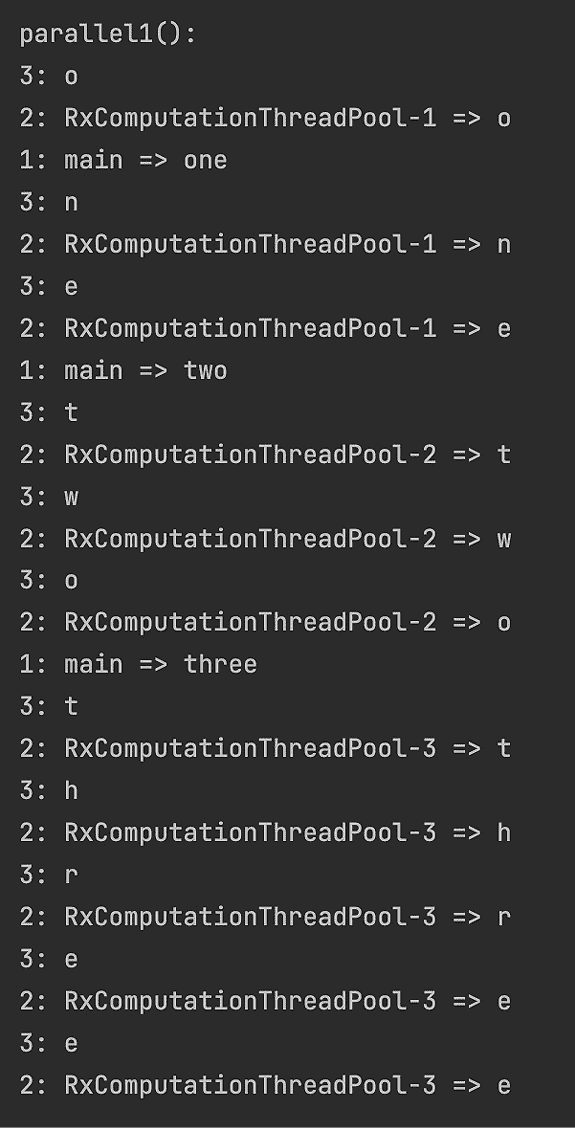 parallel1():
3: o
2: RxComputationThreadPool-1 => o
1: main => one
3: n
2: RxComputationThreadPool-1 => n
3: e
2: RxComputationThreadPool-1 => e
1: main => two
3: t
2: RxComputationThreadPool-2 => t
3: w
2: RxComputationThreadPool-2 => w
3: o
2: RxComputationThreadPool-2 => o
1: main => three
3: t
2: RxComputationThreadPool-3 => t
3: h
2: RxComputationThreadPool-3 => h
3: r
2: RxComputationThreadPool-3 => r
3: e
2: RxComputationThreadPool-3 => e
3: e
2: RxComputationThreadPool-3 => e